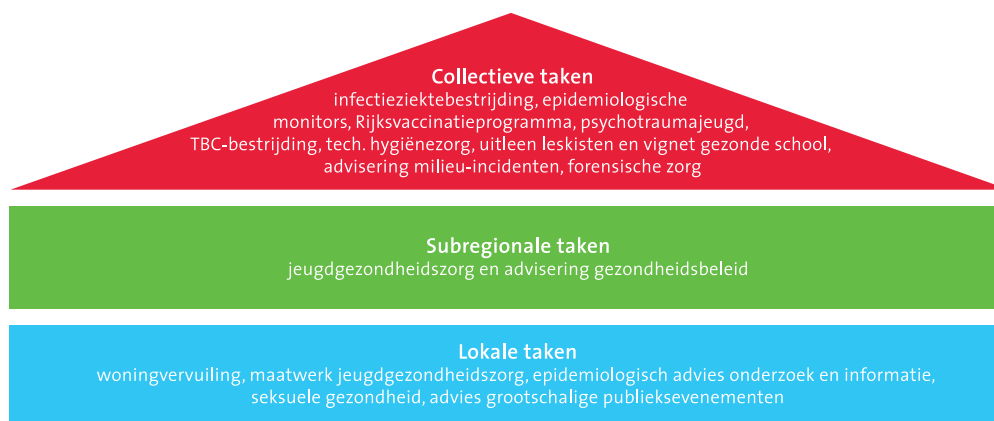 Collectieve taken
infectieziektebestrijding, epidemiologische
monitors, Rijksvaccinatieprogramma, psychotraumajeugd,
TBC-bestrijding, tech. hygiënezorg, uitleen leskisten en vignet gezonde school,
advisering milieu-incidenten, forensische zorg
Subregionale taken
jeugdgezondheidszorg en advisering gezondheidsbeleid
Lokale taken
woningvervuiling, maatwerk jeugdgezondheidszorg, epidemiologisch advies onderzoek en informatie,
seksuele gezondheid, advies grootschalige publieksevenementen